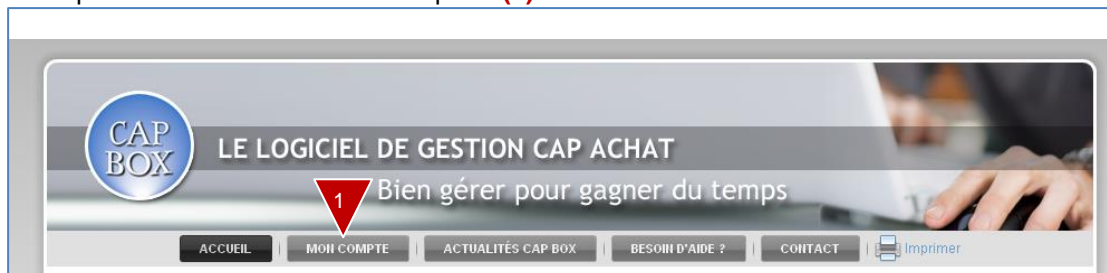 CAP
BOX
LE LOGICIEL DE GESTION CAP ACHAT
Bien gérer pour gagner du temps
1
ACCUEIL | MON COMPTE | ACTUALITÉS CAP BOX | BESOIN D'AIDE ? | CONTACT | Imprimer